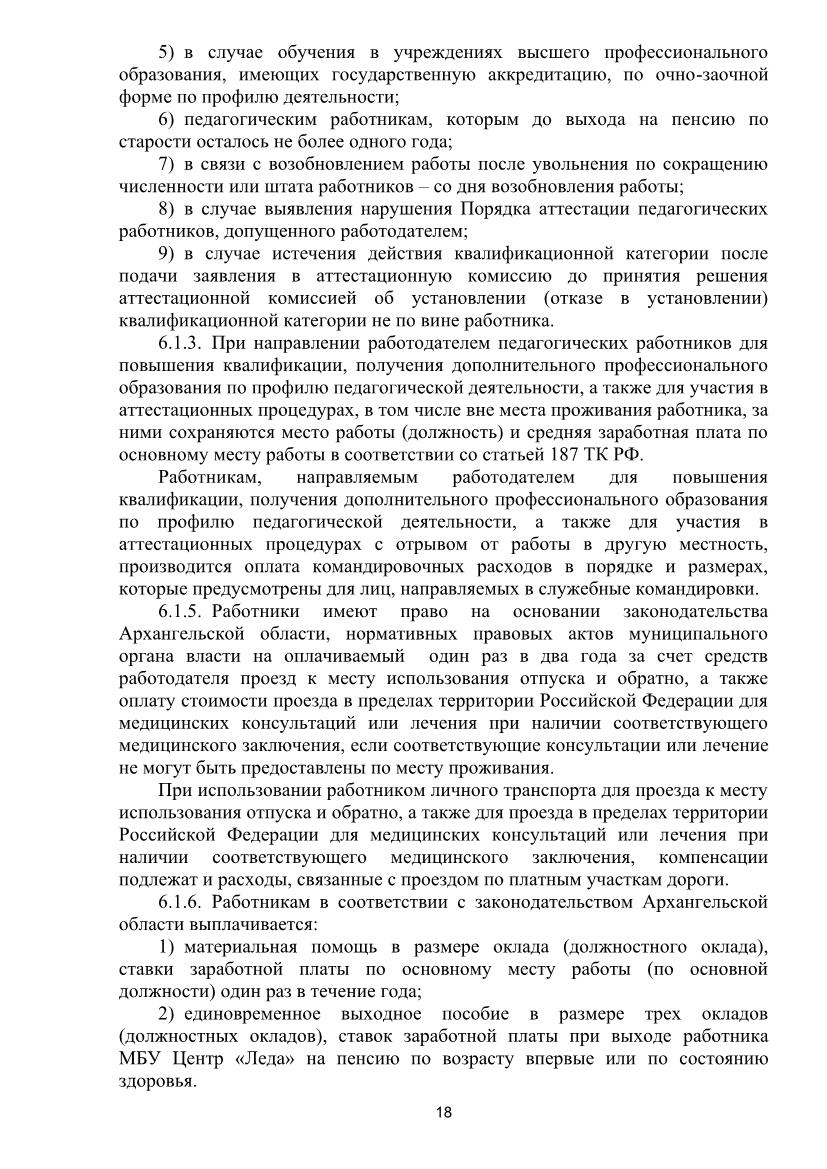 5) в случае обучения в учреждениях высшего профессионального
образования, имеющих государственную аккредитацию, по очно-заочной
форме по профилю деятельности;
6) педагогическим работникам, которым до выхода на пенсию по
старости осталось не более одного года;
7) в связи с возобновлением работы после увольнения по сокращению
численности или штата работников – со дня возобновления работы;
8) в случае выявления нарушения Порядка аттестации педагогических
работников, допущенного работодателем;
9) в случае истечения действия квалификационной категории после
подачи заявления в аттестационную комиссию до принятия решения
аттестационной комиссией об установлении (отказе в установлении)
квалификационной категории не по вине работника.
6.1.3. При направлении работодателем педагогических работников для
повышения квалификации, получения дополнительного профессионального
образования по профилю педагогической деятельности, а также для участия в
аттестационных процедурах, в том числе вне места проживания работника, за
ними сохраняются место работы (должность) и средняя заработная плата по
основному месту работы в соответствии со статьей 187 ТК РФ.
Работникам, направляемым работодателем для повышения
квалификации, получения дополнительного профессионального образования
по профилю педагогической деятельности, а также для участия в
аттестационных процедурах с отрывом от работы в другую местность,
производится оплата командировочных расходов в порядке и размерах,
которые предусмотрены для лиц, направляемых в служебные командировки.
6.1.5. Работники имеют право на основании законодательства
Архангельской области, нормативных правовых актов муниципального
органа власти на оплачиваемый один раз в два года за счет средств
работодателя проезд к месту использования отпуска и обратно, а также
оплату стоимости проезда в пределах территории Российской Федерации для
медицинских консультаций или лечения при наличии соответствующего
медицинского заключения, если соответствующие консультации или лечение
не могут быть предоставлены по месту проживания.
При использовании работником личного транспорта для проезда к месту
использования отпуска и обратно, а также для проезда в пределах территории
Российской Федерации для медицинских консультаций или лечения при
наличии соответствующего медицинского заключения, компенсации
подлежат и расходы, связанные с проездом по платным участкам дороги.
6.1.6. Работникам в соответствии с законодательством Архангельской
области выплачивается:
1) материальная помощь в размере оклада (должностного оклада),
ставки заработной платы по основному месту работы (по основной
должности) один раз в течение года;
2) единовременное выходное пособие в размере трех окладов
(должностных окладов), ставок заработной платы при выходе работника
МБУ Центр «Леда» на пенсию по возрасту впервые или по состоянию
здоровья.
18